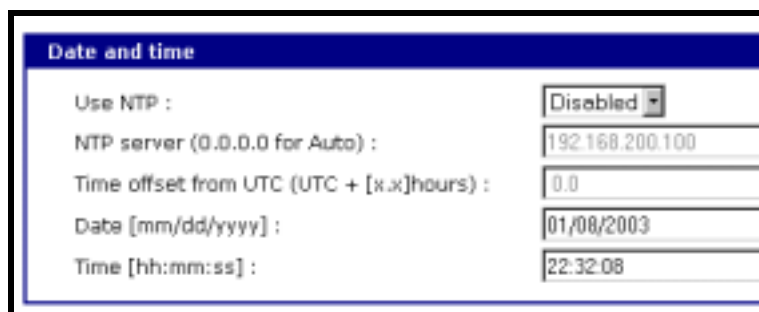 Date and time
Use NTP : Disabled
NTP server (0.0.0.0 for Auto) : 192.168.200.100
Time offset from UTC (UTC + [x.x]hours) : 0.0
Date [mm/dd/yyyy] : 01/08/2003
Time [hh:mm:ss] : 22:32:08